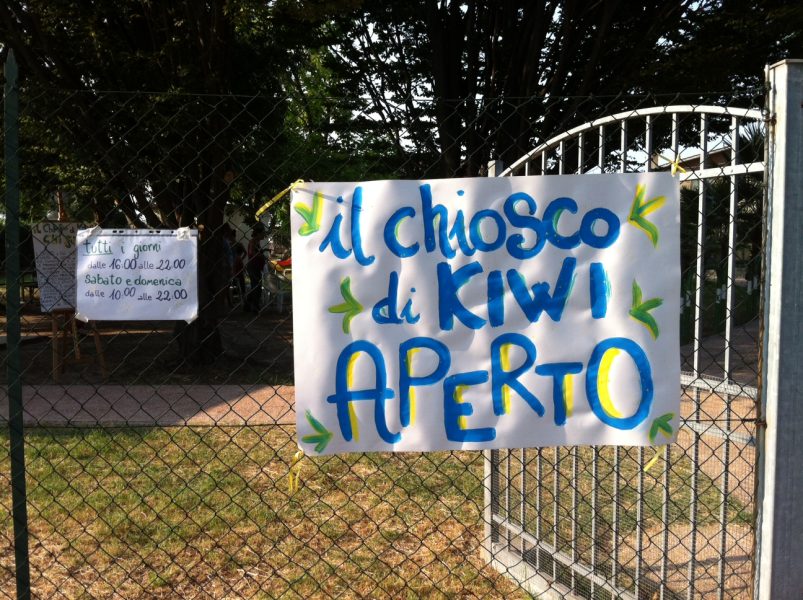 il chiosco
di KIWI
APERTO
tutti i giorni
dalle 16:00 alle 22.00
sabato e domenica
dalle 10:00 alle 22.00